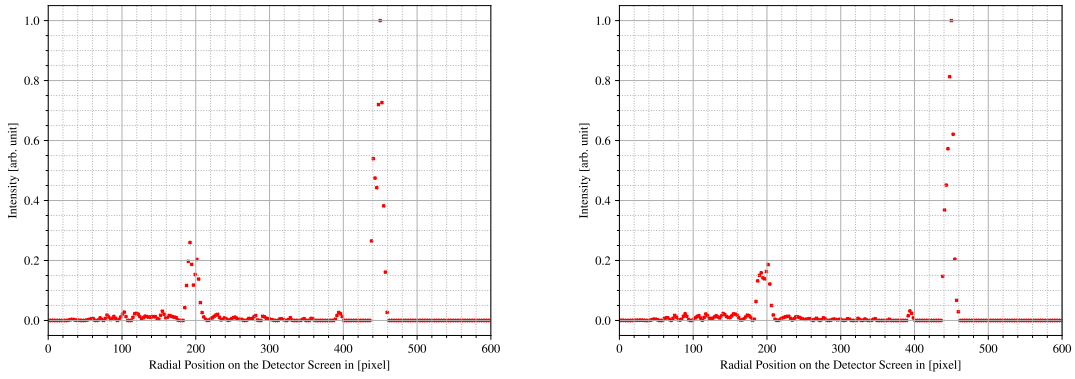 1.0
0.8
0.6
0.4
0.2
0.0
Intensity [arb. unit]
0 100 200 300 400 500 600
Radial Position on the Detector Screen in [pixel]
1.0
0.8
0.6
0.4
0.2
0.0
Intensity [arb. unit]
0 100 200 300 400 500 600
Radial Position on the Detector Screen in [pixel]